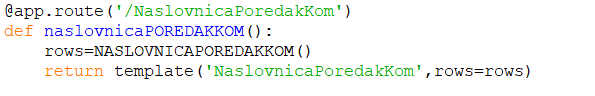 @app.route('/NaslovnicaPoredakKom')
def naslovnicaPOREDAKKOM():
    rows=NASLOVNICAPOREDAKKOM()
    return template('NaslovnicaPoredakKom',rows=rows)